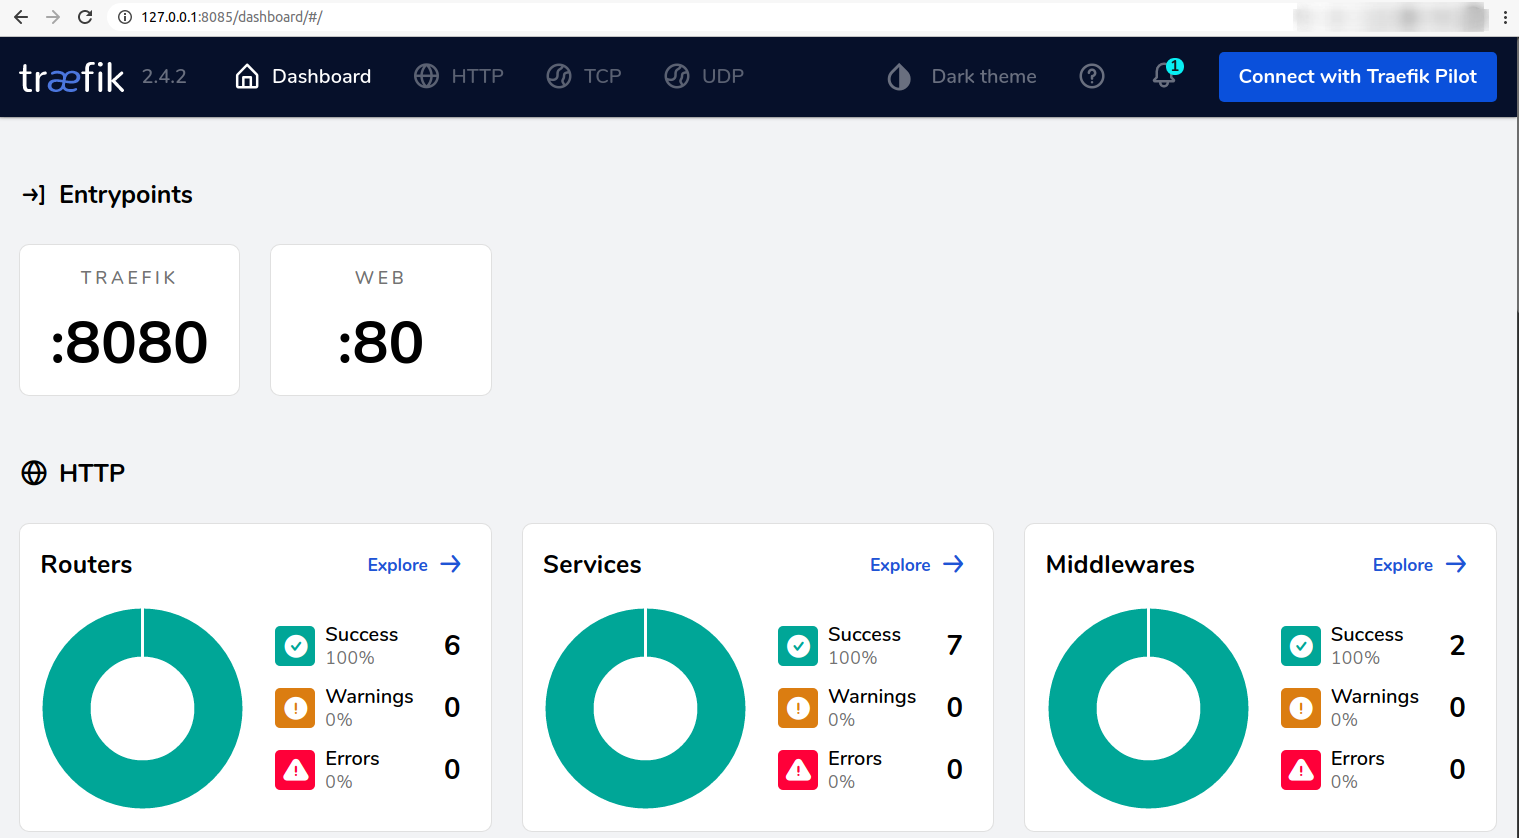 127.0.0.1:8085/dashboard/#/
træfik 2.4.2 Dashboard HTTP TCP UDP Dark theme 1 Connect with Traefik Pilot
Entrypoints
TRAEFIK
:8080
WEB
:80
HTTP
Routers Explore
Success 6
100%
Warnings 0
0%
Errors 0
0%
Services Explore
Success 7
100%
Warnings 0
0%
Errors 0
0%
Middlewares Explore
Success 2
100%
Warnings 0
0%
Errors 0
0%